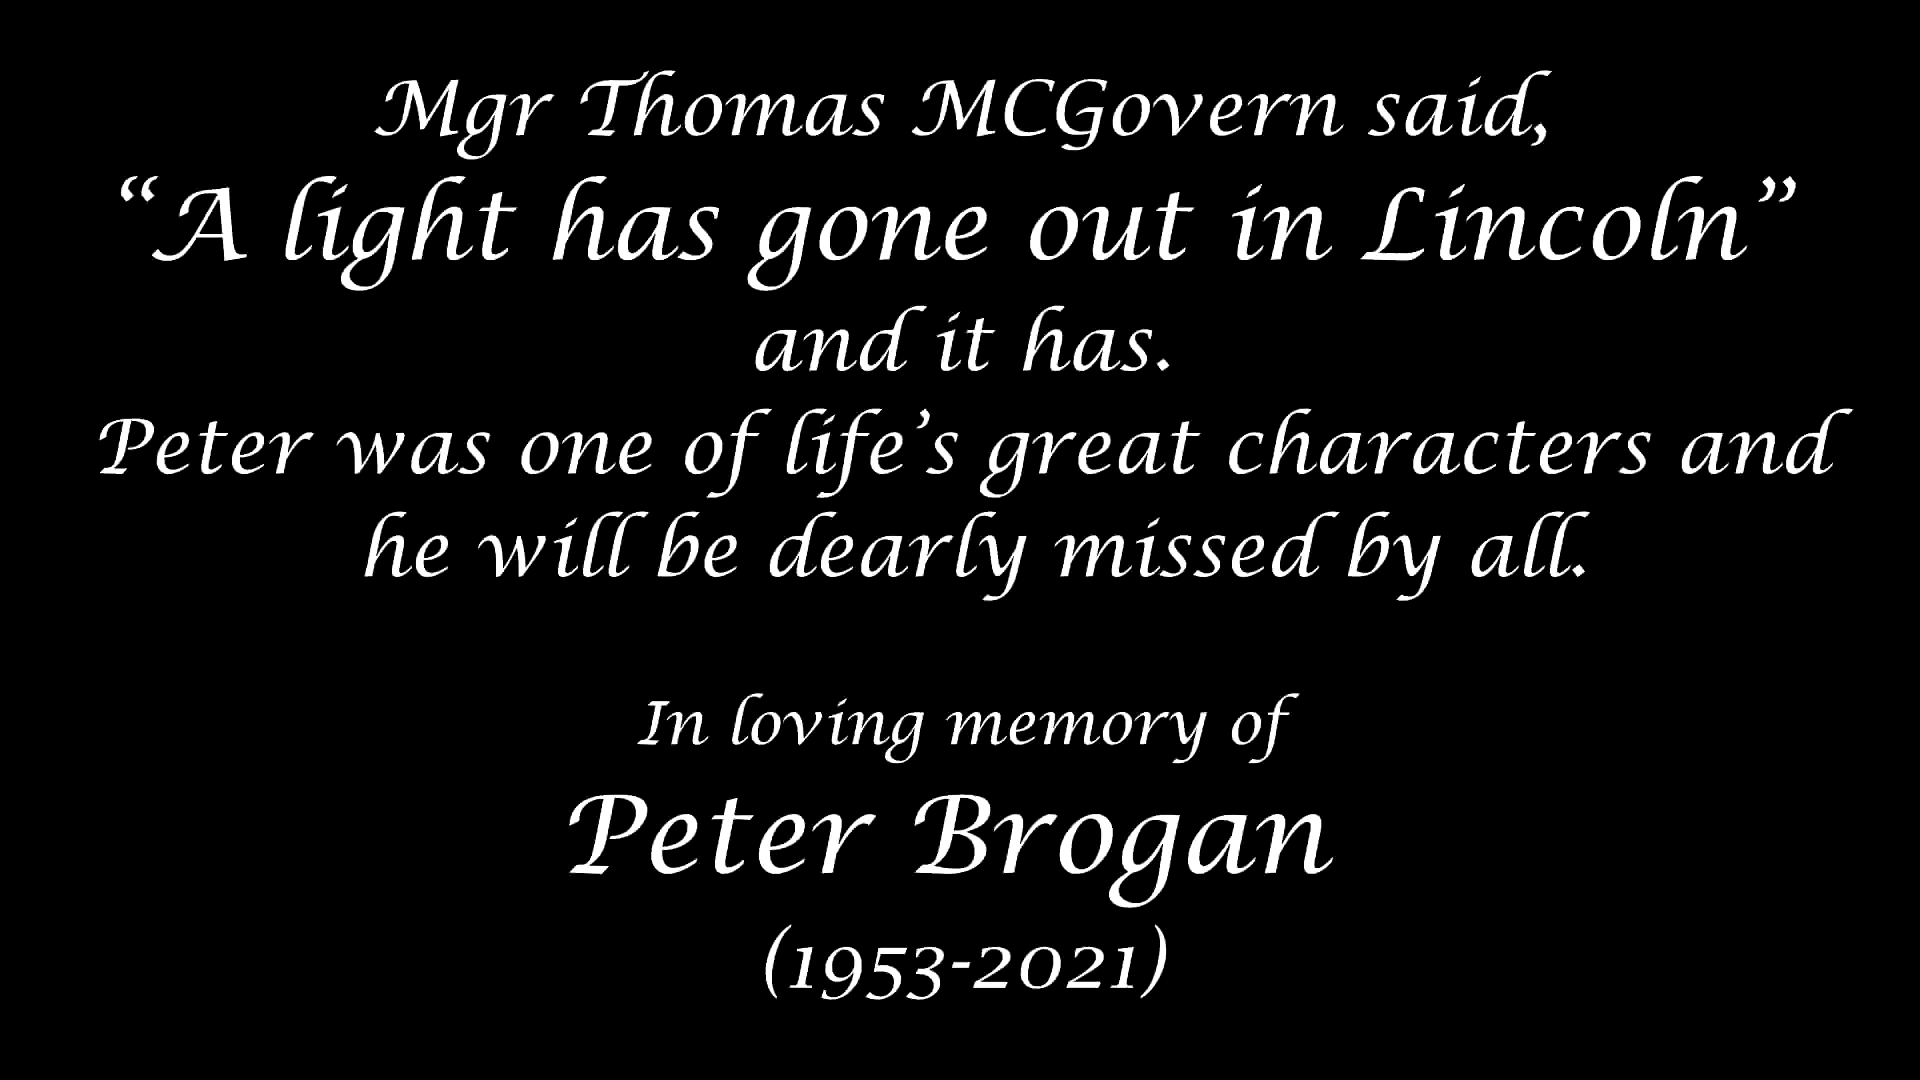 Mgr Thomas MCGovern said,
“A light has gone out in Lincoln”
and it has.
Peter was one of life’s great characters and
he will be dearly missed by all.
In loving memory of
Peter Brogan
(1953-2021)